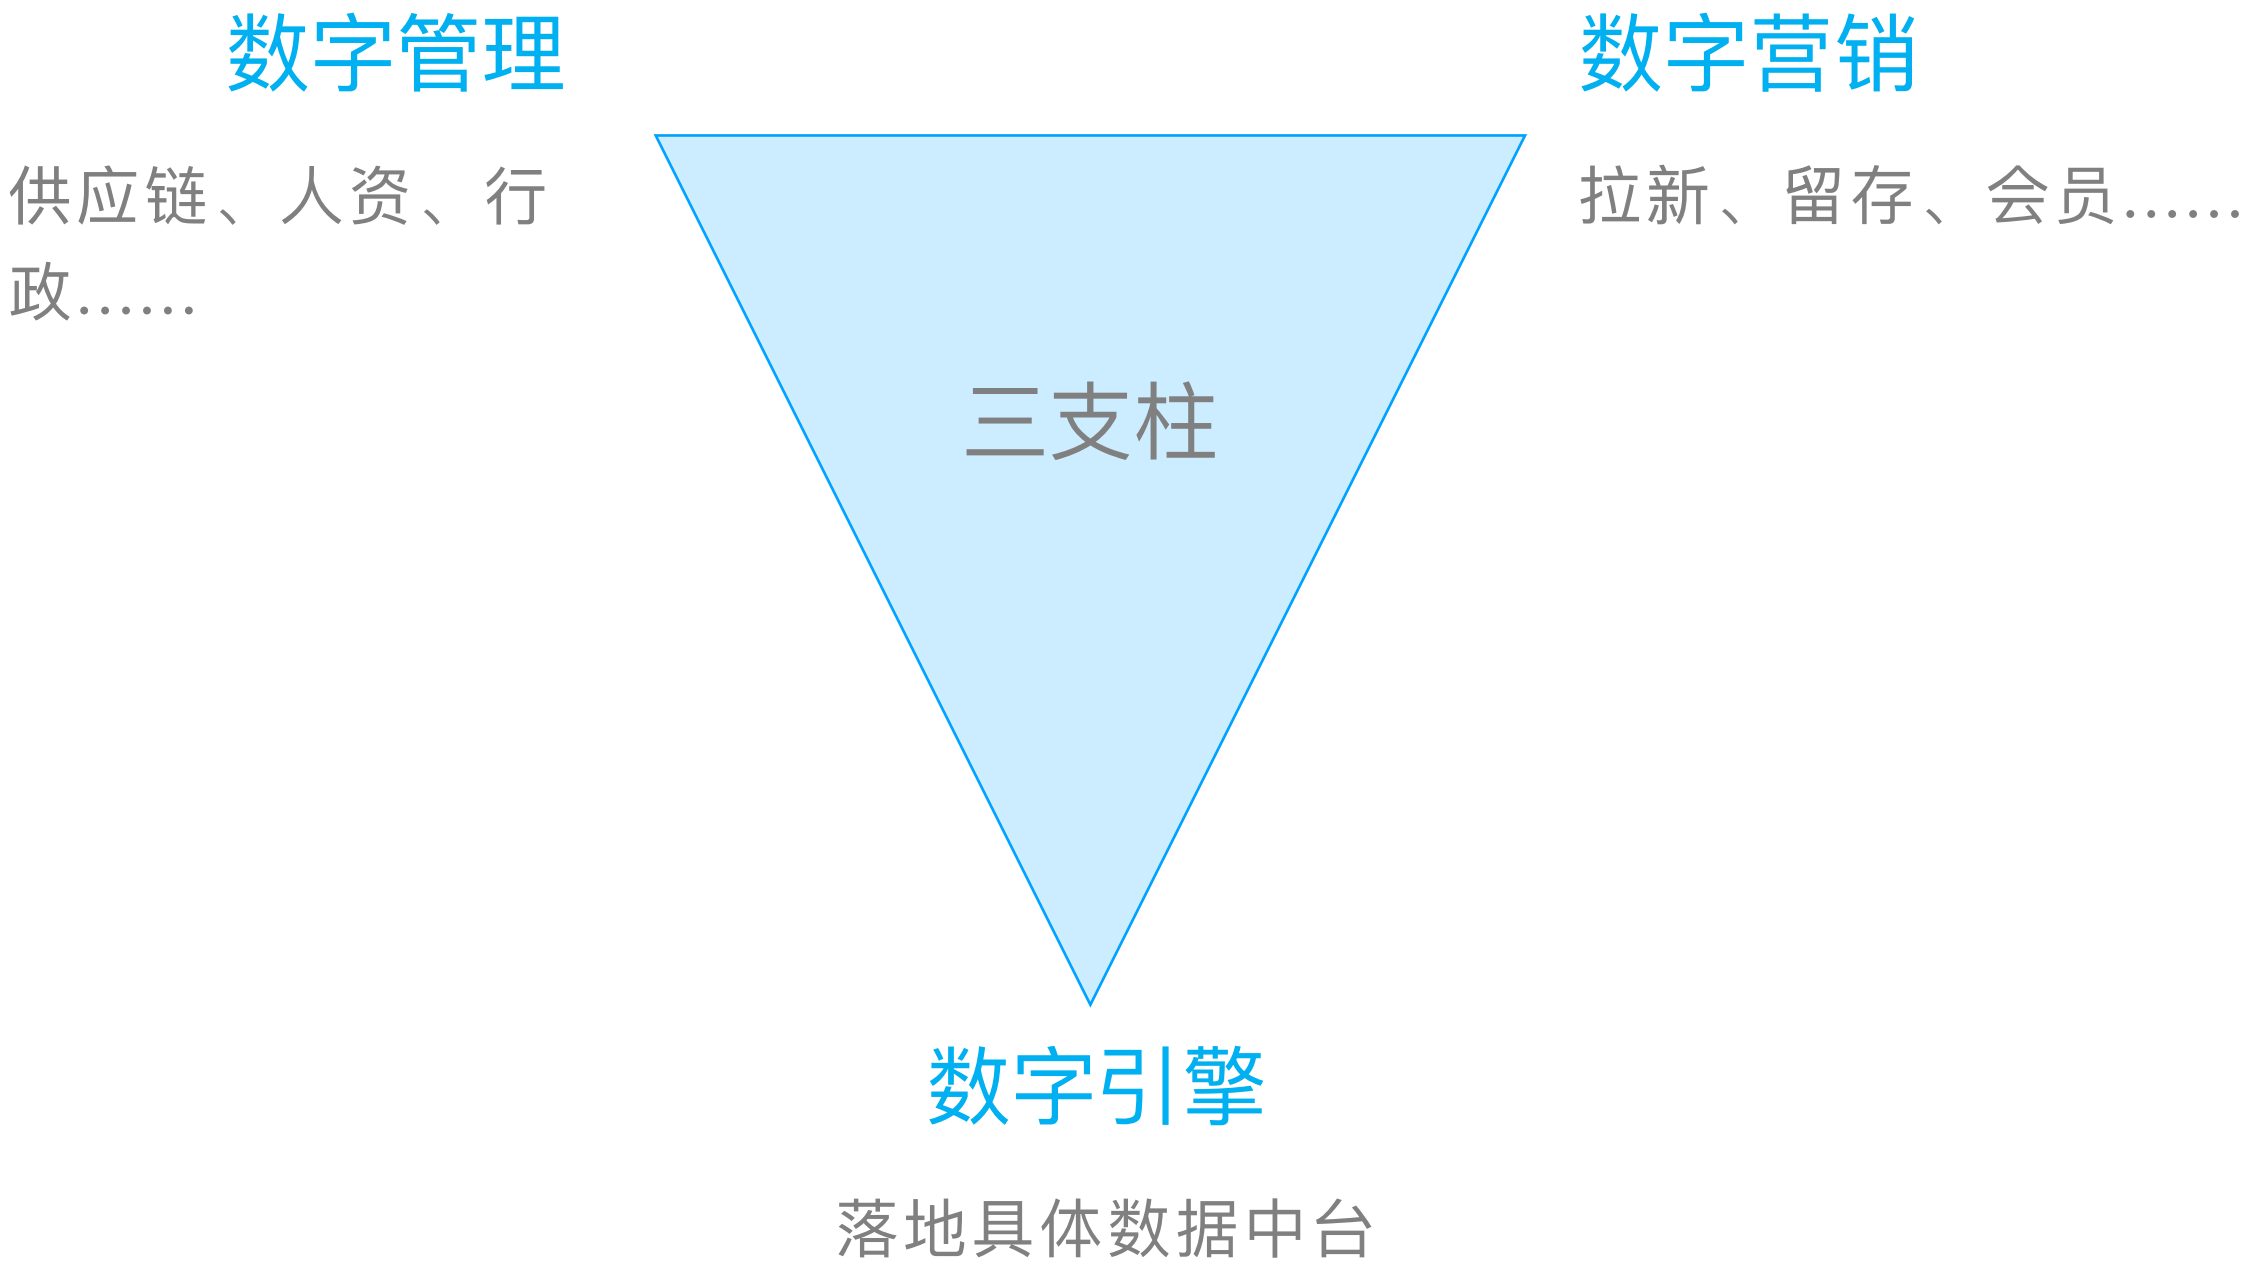 数字管理
供应链、人资、行
政……
数字营销
拉新、留存、会员……
三支柱
数字引擎
落地具体数据中台